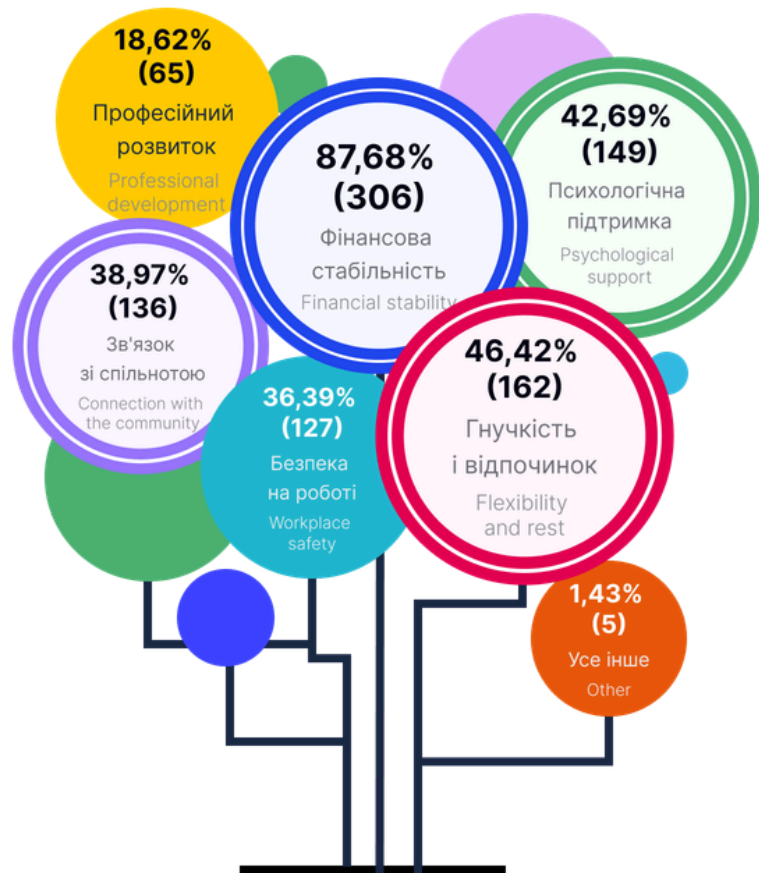 18,62%
(65)
Професійний
розвиток
Professional
development
87,68%
(306)
Фінансова
стабільність
Financial stability
42,69%
(149)
Психологічна
підтримка
Psychological
support
38,97%
(136)
Зв'язок
зі спільнотою
Connection with
the community
36,39%
(127)
Безпека
на роботі
Workplace
safety
46,42%
(162)
Гнучкість
і відпочинок
Flexibility
and rest
1,43%
(5)
Усе інше
Other